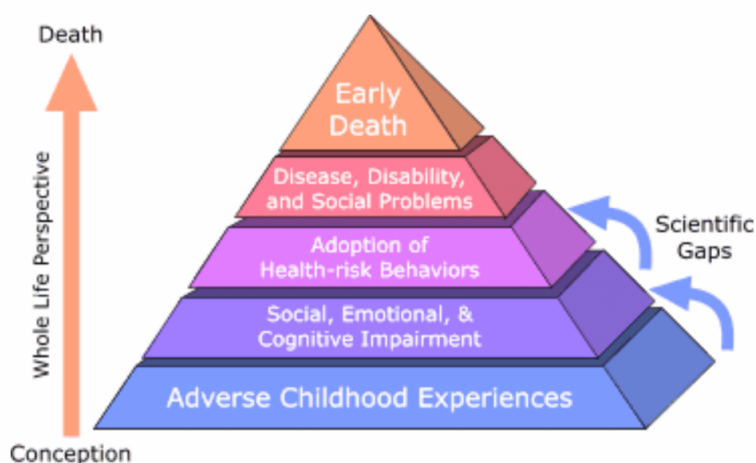 Death
Whole Life Perspective
Conception
Early
Death
Disease, Disability,
and Social Problems
Adoption of
Health-risk Behaviors
Social, Emotional, &
Cognitive Impairment
Adverse Childhood Experiences
Scientific
Gaps